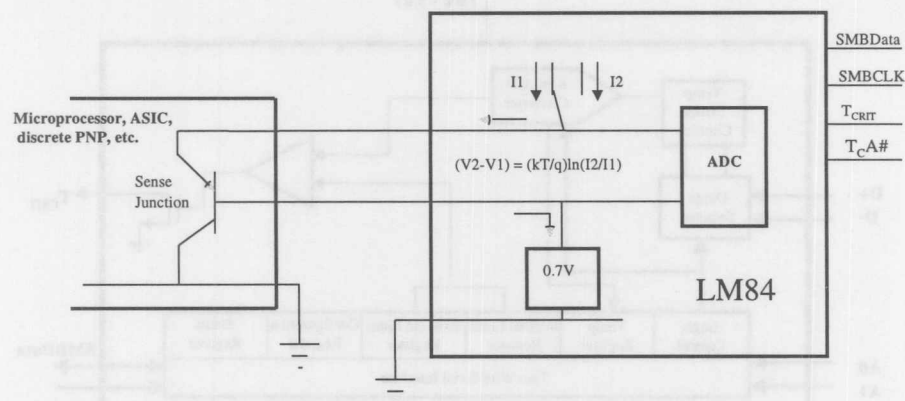 SMBData
SMBCLK
I1
I2
Microprocessor, ASIC,
discrete PNP, etc.
TCRIT
ADC
(V2-V1) = (kT/q)ln(I2/I1)
TCA#
Sense
Junction
0.7V
LM84